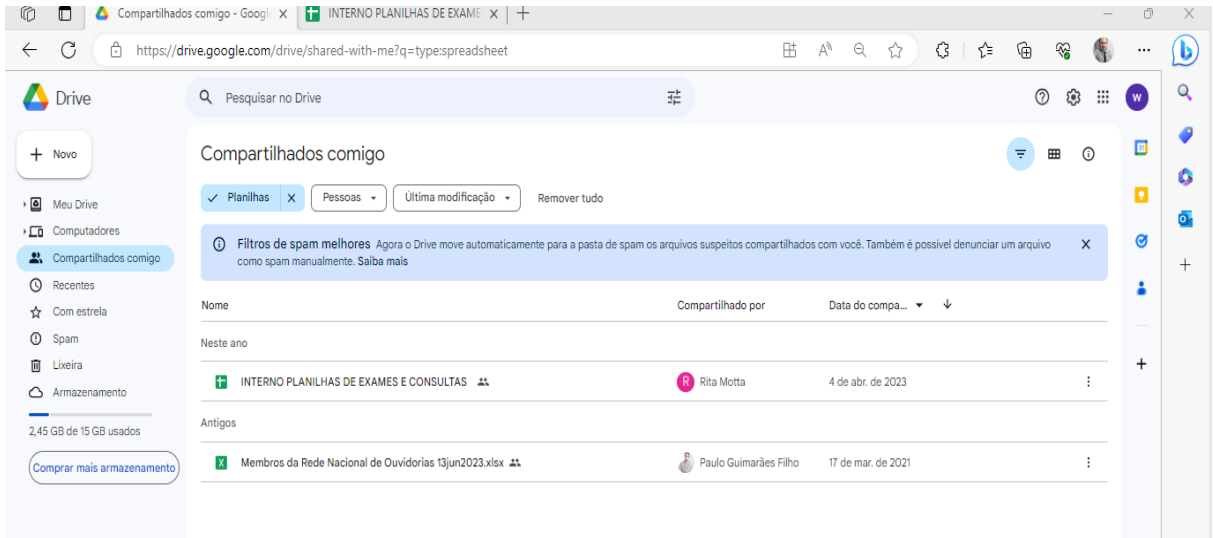 Compartilhados comigo - Googl
INTERNO PLANILHAS DE EXAME
https://drive.google.com/drive/shared-with-me?q=type:spreadsheet
Drive
Pesquisar no Drive
W
Novo
Compartilhados comigo
Planilhas
Pessoas
Última modificação
Remover tudo
Meu Drive
Computadores
Compartilhados comigo
Recentes
Com estrela
Spam
Lixeira
Armazenamento
2,45 GB de 15 GB usados
Comprar mais armazenamento
Filtros de spam melhores Agora o Drive move automaticamente para a pasta de spam os arquivos suspeitos compartilhados com você. Também é possível denunciar um arquivo
como spam manualmente. Saiba mais
Nome Compartilhado por Data do compa...
Neste ano
INTERNO PLANILHAS DE EXAMES E CONSULTAS R Rita Motta 4 de abr. de 2023
Antigos
Membros da Rede Nacional de Ouvidorias 13jun2023.xlsx Paulo Guimarães Filho 17 de mar. de 2021